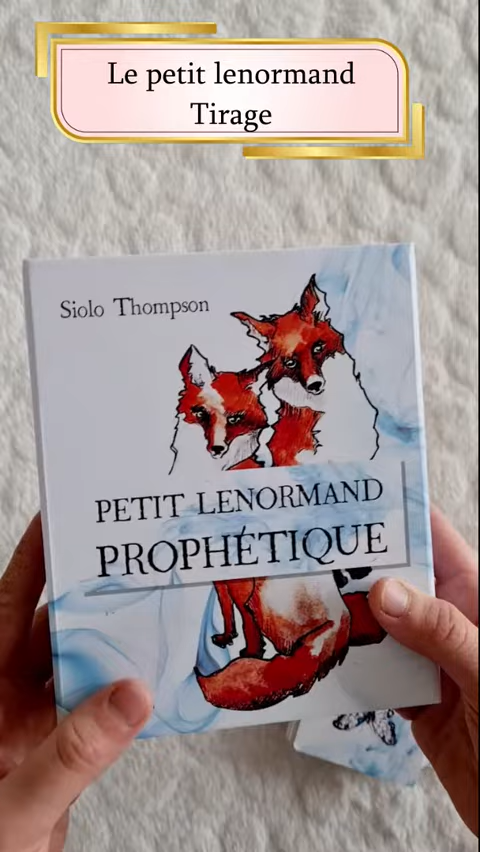 Le petit lenormand
Tirage
Siolo Thompson
PETIT LENORMAND
PROPHÉTIQUE